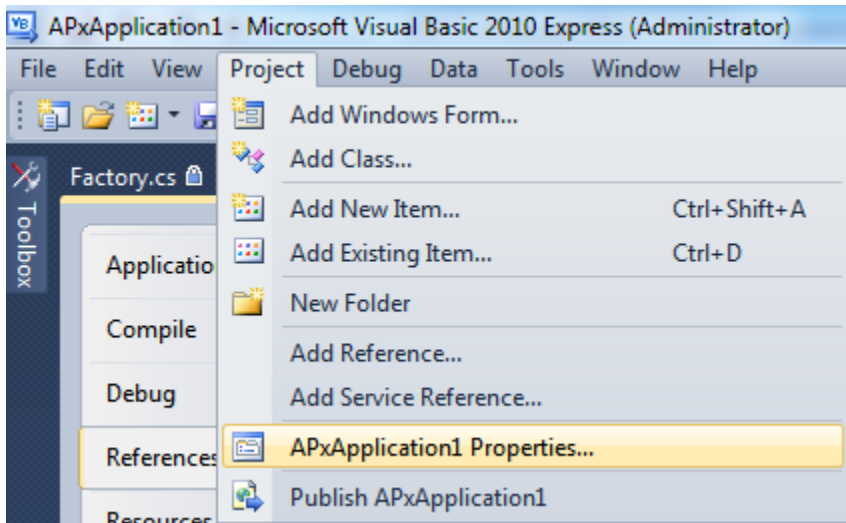 APxApplication1 - Microsoft Visual Basic 2010 Express (Administrator)
File Edit View Project Debug Data Tools Window Help
Add Windows Form...
Add Class...
Factory.cs
Toolbox
Add New Item... Ctrl+Shift+A
Add Existing Item... Ctrl+D
Applicatio
New Folder
Compile
Add Reference...
Debug
Add Service Reference...
References
APxApplication1 Properties...
Publish APxApplication1
Resources